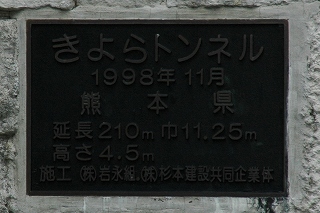 きよらトンネル
1998年11月
熊本県
延長210m 巾11.25m
高さ4.5m
施工 ㈱岩永組、㈱杉本建設共同企業体